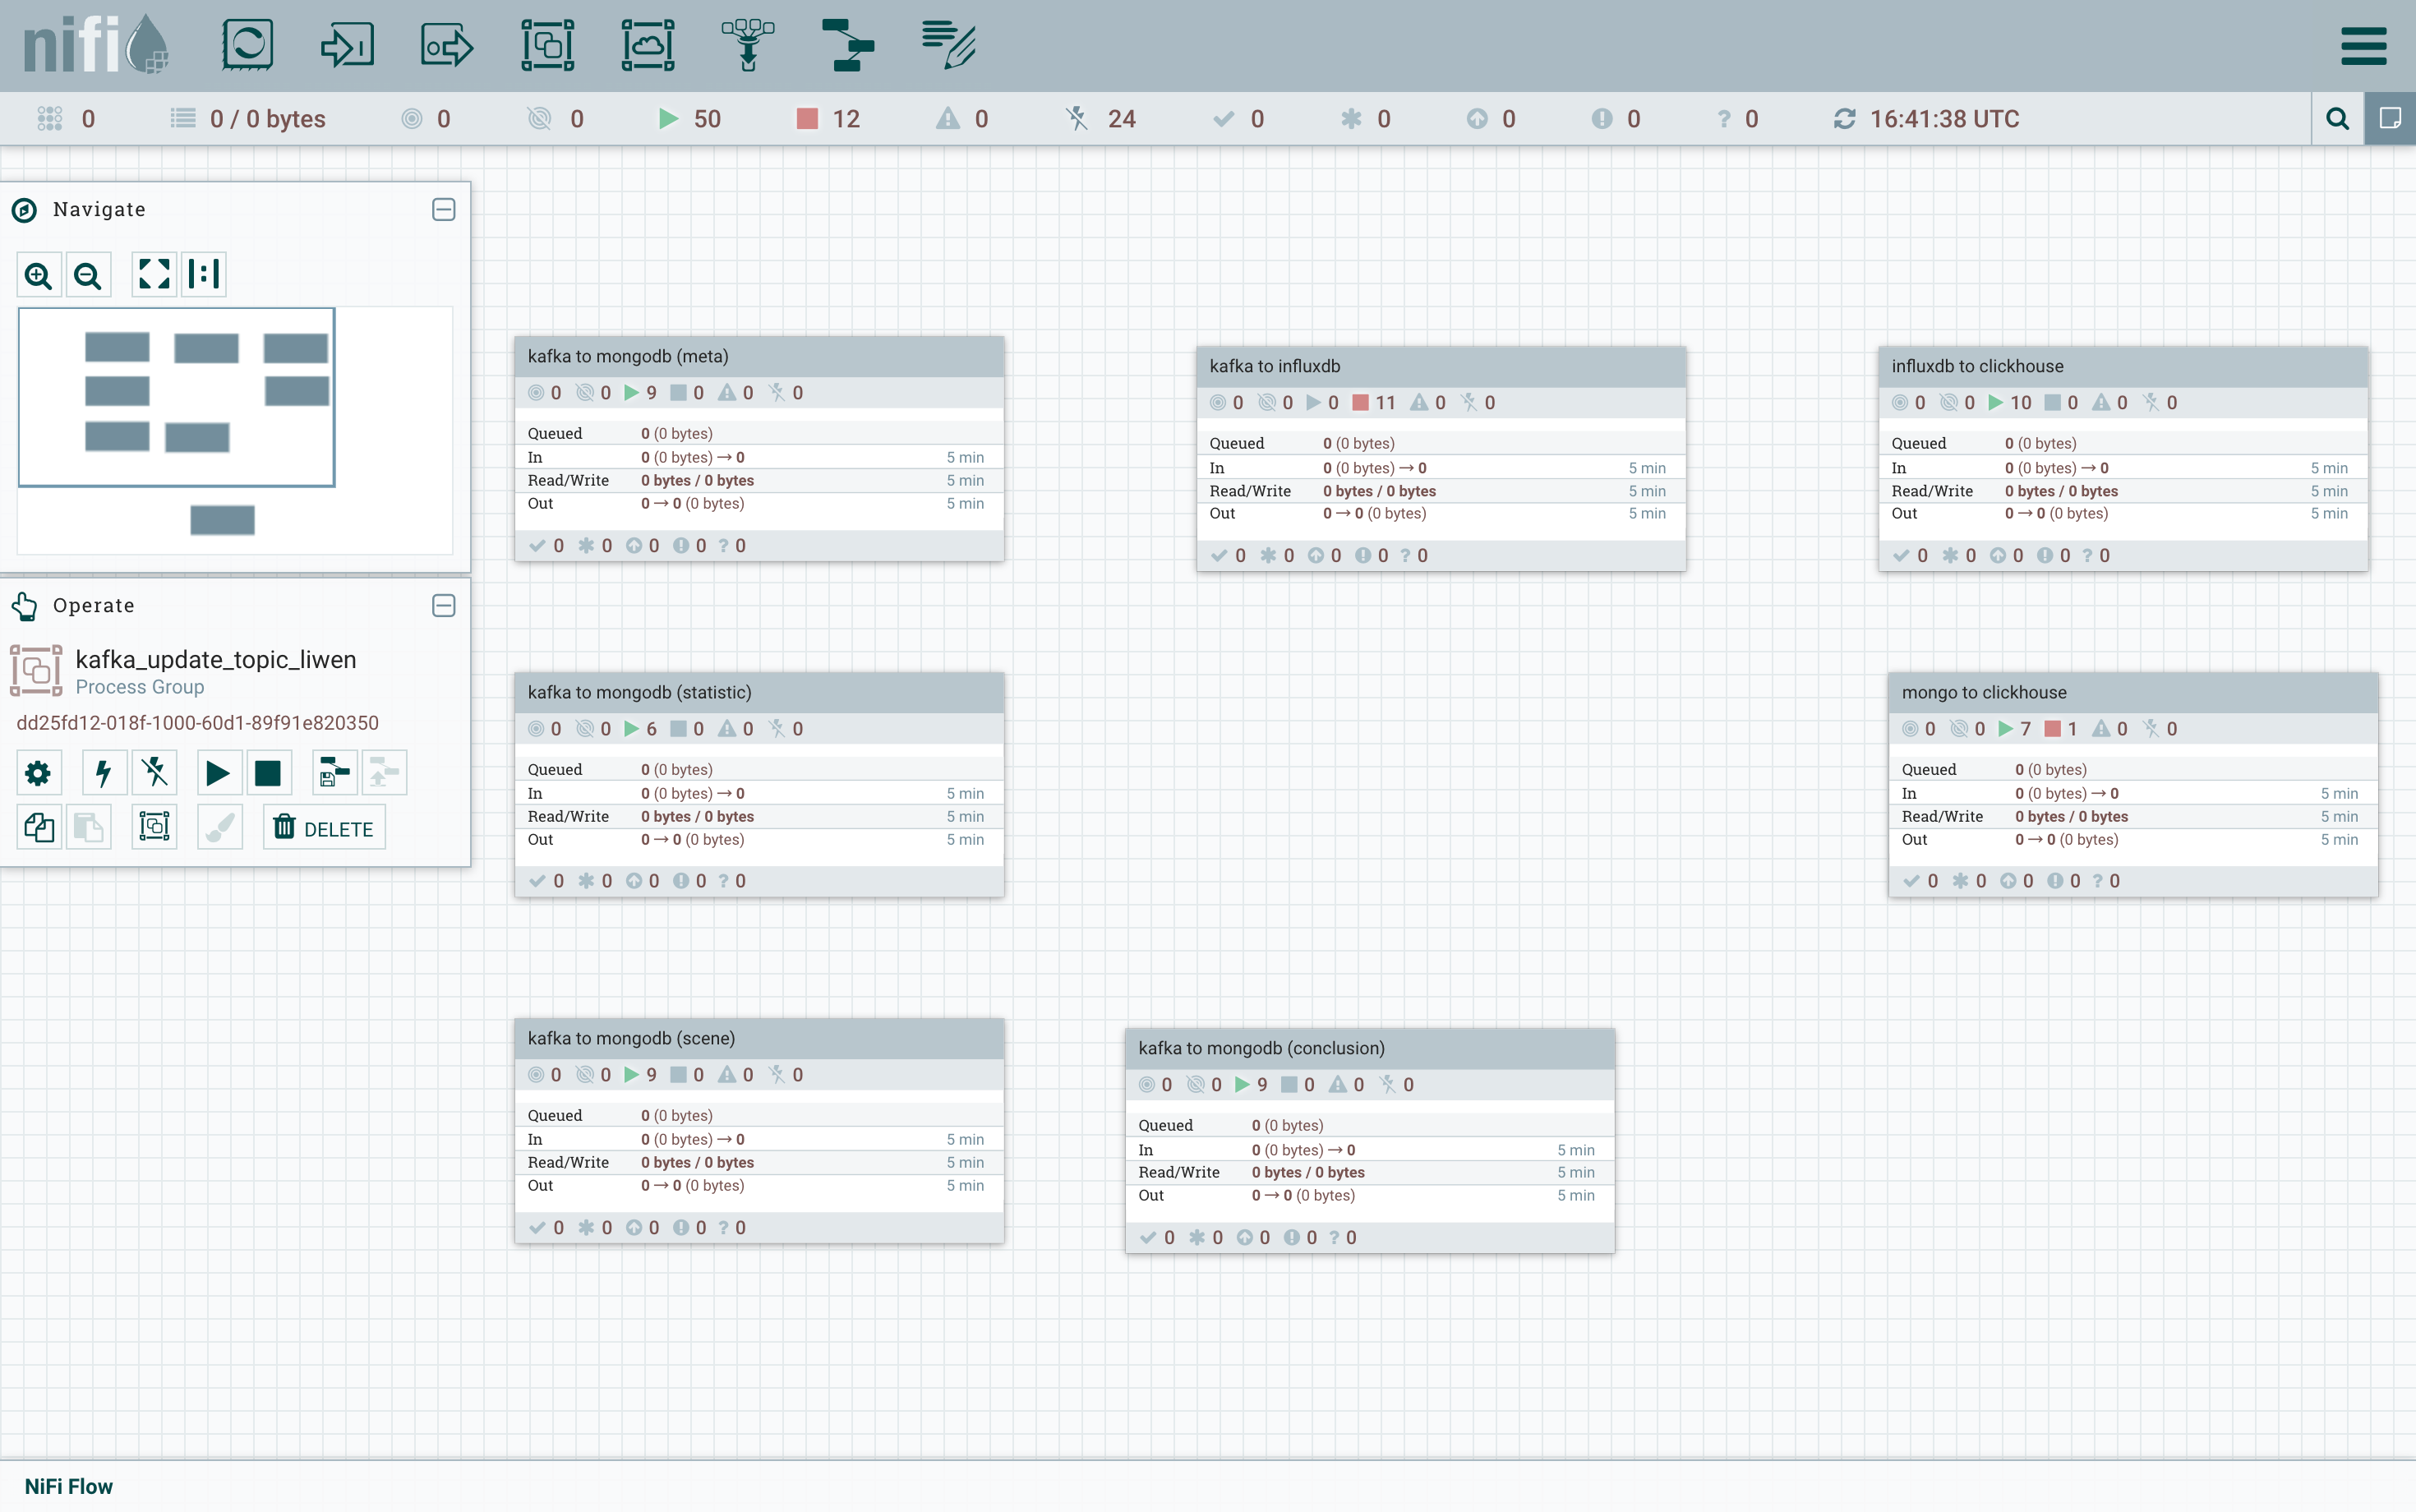 nifi
0 0 / 0 bytes 0 0 50 12 0 24 0 0 0 0 ? 0 16:41:38 UTC
Navigate
Operate
kafka_update_topic_liwen
Process Group
dd25fd12-018f-1000-60d1-89f91e820350
DELETE
kafka to mongodb (meta)
0 0 9 0 0 0
Queued 0 (0 bytes)
In 0 (0 bytes) → 0 5 min
Read/Write 0 bytes / 0 bytes 5 min
Out 0 → 0 (0 bytes) 5 min
0 0 0 0 ? 0
kafka to influxdb
0 0 0 11 0 0
Queued 0 (0 bytes)
In 0 (0 bytes) → 0 5 min
Read/Write 0 bytes / 0 bytes 5 min
Out 0 → 0 (0 bytes) 5 min
0 0 0 0 ? 0
influxdb to clickhouse
0 0 10 0 0 0
Queued 0 (0 bytes)
In 0 (0 bytes) → 0 5 min
Read/Write 0 bytes / 0 bytes 5 min
Out 0 → 0 (0 bytes) 5 min
0 0 0 0 ? 0
kafka to mongodb (statistic)
0 0 6 0 0 0
Queued 0 (0 bytes)
In 0 (0 bytes) → 0 5 min
Read/Write 0 bytes / 0 bytes 5 min
Out 0 → 0 (0 bytes) 5 min
0 0 0 0 ? 0
mongo to clickhouse
0 0 7 1 0 0
Queued 0 (0 bytes)
In 0 (0 bytes) → 0 5 min
Read/Write 0 bytes / 0 bytes 5 min
Out 0 → 0 (0 bytes) 5 min
0 0 0 0 ? 0
kafka to mongodb (scene)
0 0 9 0 0 0
Queued 0 (0 bytes)
In 0 (0 bytes) → 0 5 min
Read/Write 0 bytes / 0 bytes 5 min
Out 0 → 0 (0 bytes) 5 min
0 0 0 0 ? 0
kafka to mongodb (conclusion)
0 0 9 0 0 0
Queued 0 (0 bytes)
In 0 (0 bytes) → 0 5 min
Read/Write 0 bytes / 0 bytes 5 min
Out 0 → 0 (0 bytes) 5 min
0 0 0 0 ? 0
NiFi Flow